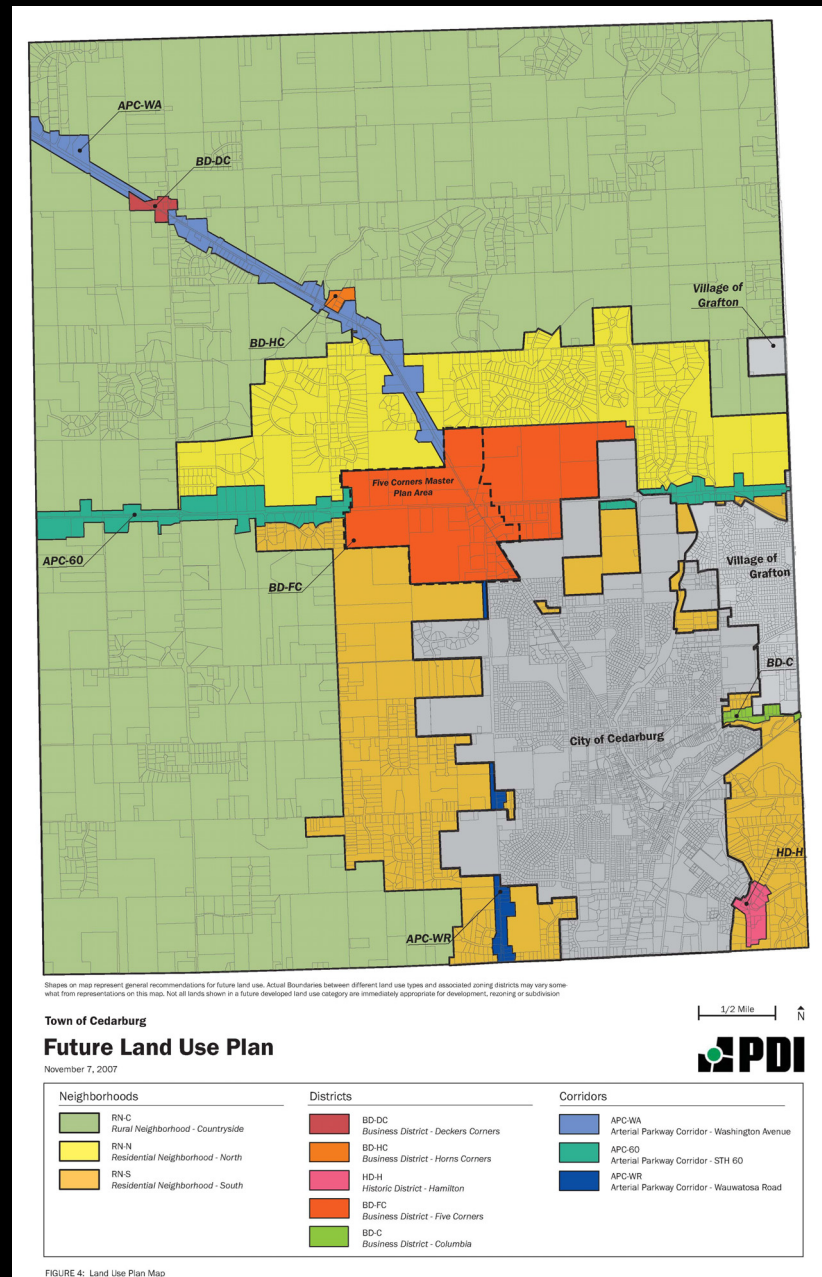 APC-WA
BD-DC
Village of
Grafton
BD-HC
Five Corners Master
Plan Area
APC-60
BD-FC
Village of
Grafton
BD-C
City of Cedarburg
HD-H
APC-WR
Shapes on map represent general recommendations for future land use. Actual Boundaries between different land use types and associated zoning districts may vary some-
what from representations on this map. Not all lands shown in a future developed land use category are immediately appropriate for development, rezoning or subdivision
1/2 Mile
N
Town of Cedarburg
Future Land Use Plan
November 7, 2007
PDI
Neighborhoods
RN-C
Rural Neighborhood - Countryside
RN-N
Residential Neighborhood - North
RN-S
Residential Neighborhood - South
Districts
BD-DC
Business District - Deckers Corners
BD-HC
Business District - Horns Corners
HD-H
Historic District - Hamilton
BD-FC
Business District - Five Corners
BD-C
Business District - Columbia
Corridors
APC-WA
Arterial Parkway Corridor - Washington Avenue
APC-60
Arterial Parkway Corridor - STH 60
APC-WR
Arterial Parkway Corridor - Wauwatosa Road
FIGURE 4: Land Use Plan Map